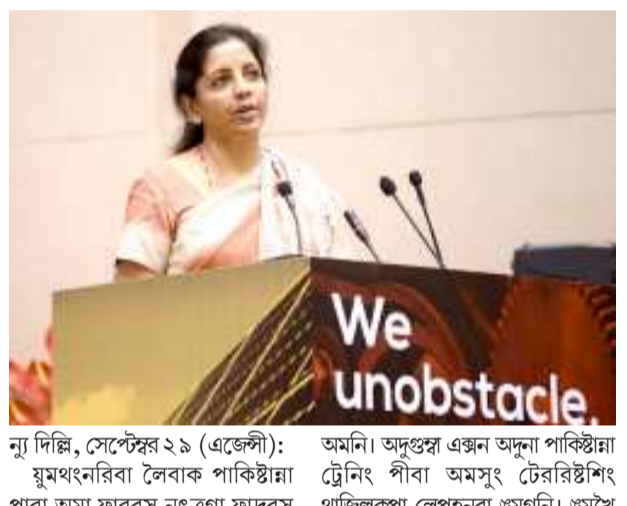 We
unobstacle.
ন্যু দিল্লি, সেপ্টেম্বর ২৯ (এজেন্সী):
য়ুমথংনরিবা লৈবাক পাকিষ্টান্না
অমনি। অদুগুম্বা এক্সন অদুনা পাকিষ্টান্না
ট্রেনিং পীবা অমসুং টেররিষ্টশিং